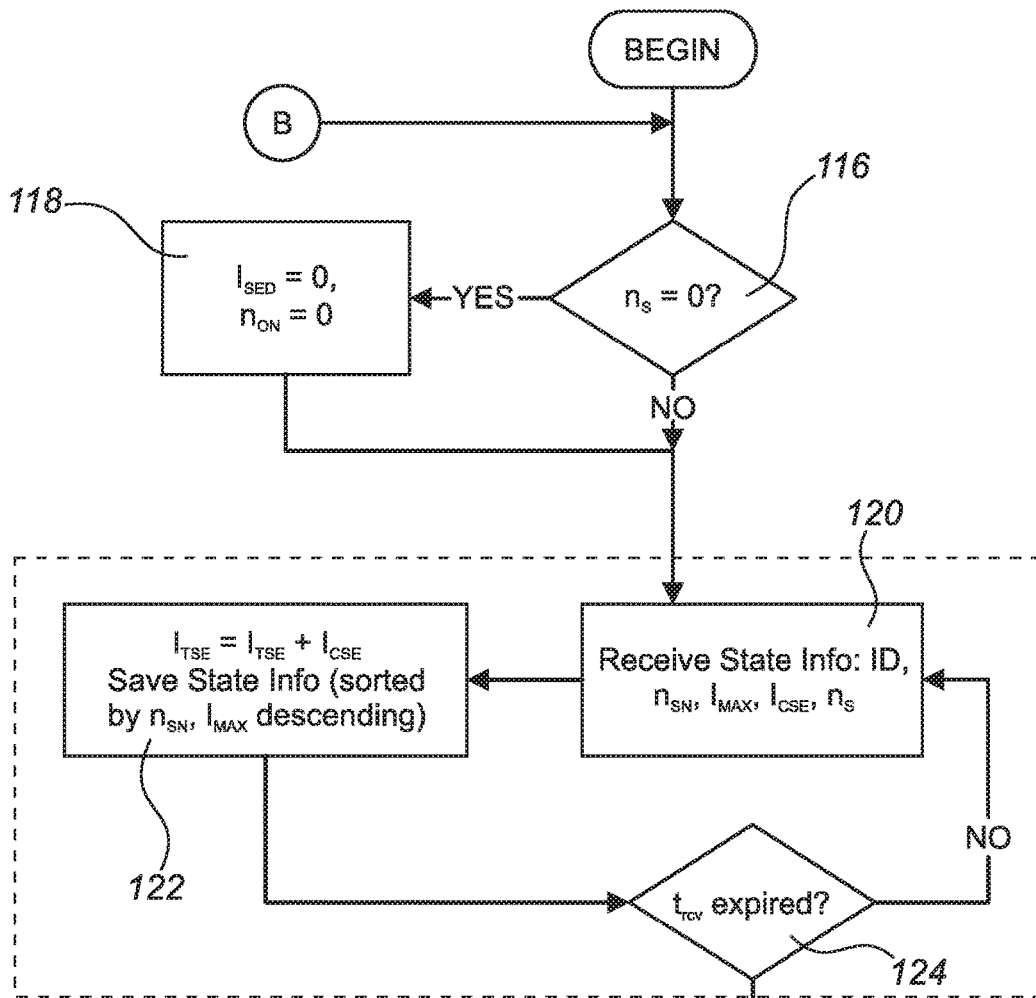 BEGIN
B
116
118
I_SED = 0,
n_ON = 0
YES
n_S = 0?
NO
120
I_TSE = I_TSE + I_CSE
Save State Info (sorted
by n_SN, I_MAX descending)
Receive State Info: ID,
n_SN, I_MAX, I_CSE, n_S
122
NO
t_rcv expired?
124